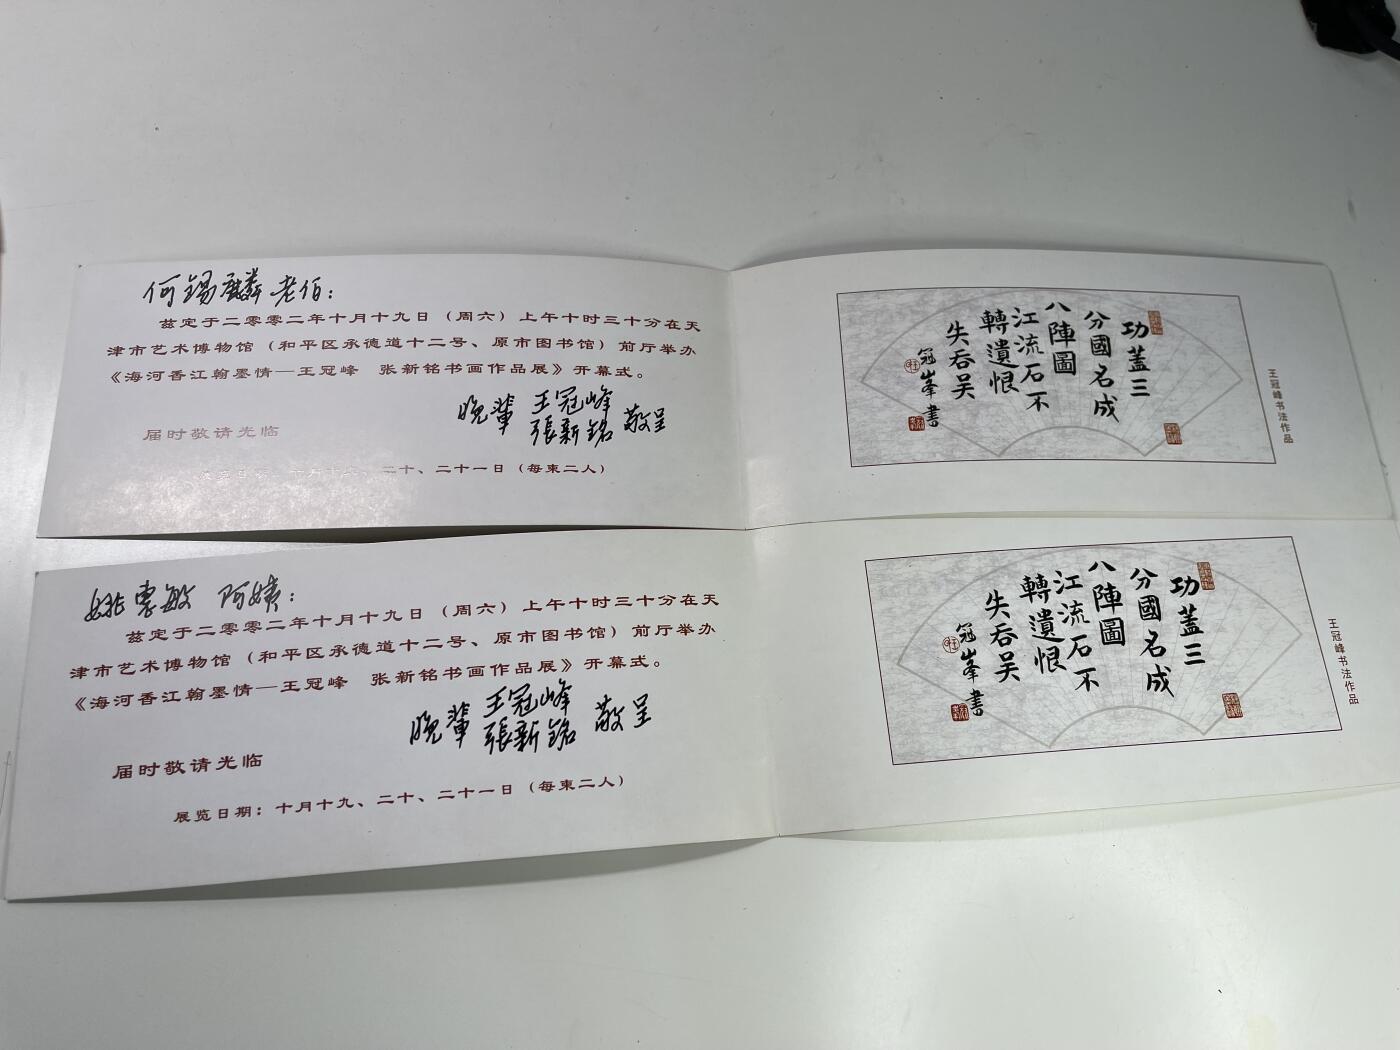 何锡麟老伯：
兹定于二零零二年十月十九日（周六）上午十时三十分在天
津市艺术博物馆（和平区承德道十二号、原市图书馆）前厅举办
《海河香江翰墨情—王冠峰　张新铭书画作品展》开幕式。
晚辈 王冠峰 張新銘 敬呈
届时敬请光临
展览日期：十月十九、二十、二十一日（每柬二人）
功蓋三
分國名成
八陣圖
江流石不
轉遺恨
失吞吴
冠峯書
王冠峰书法作品
姚惠敏 阿姨：
兹定于二零零二年十月十九日（周六）上午十时三十分在天
津市艺术博物馆（和平区承德道十二号、原市图书馆）前厅举办
《海河香江翰墨情—王冠峰　张新铭书画作品展》开幕式。
晚辈 王冠峰 張新銘 敬呈
届时敬请光临
展览日期：十月十九、二十、二十一日（每柬二人）
功蓋三
分國名成
八陣圖
江流石不
轉遺恨
失吞吴
冠峯書
王冠峰书法作品